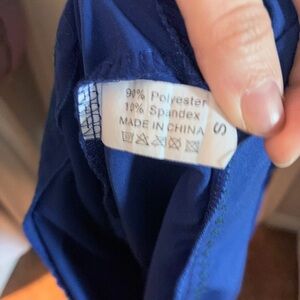 90% Polyester
10% Spandex
MADE IN CHINA
S